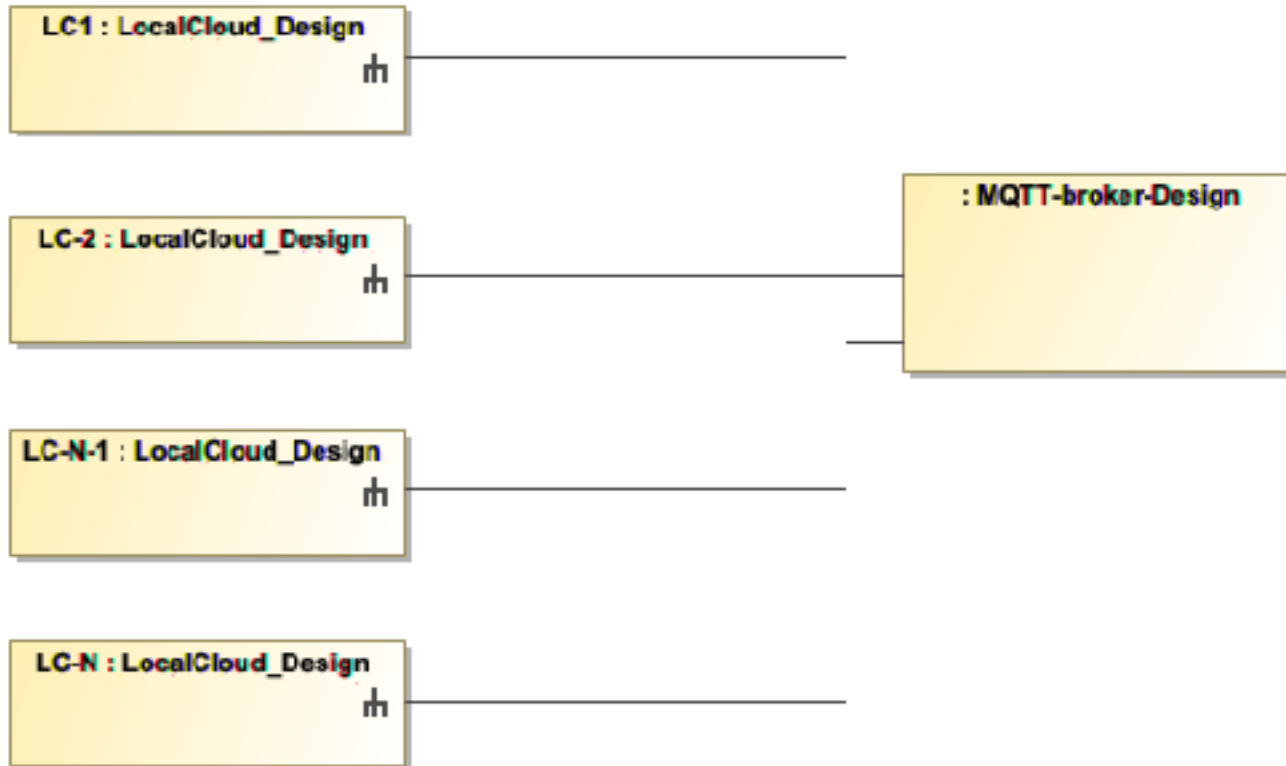 LC1 : LocalCloud_Design
: MQTT-broker-Design
LC-2 : LocalCloud_Design
LC-N-1 : LocalCloud_Design
LC-N : LocalCloud_Design